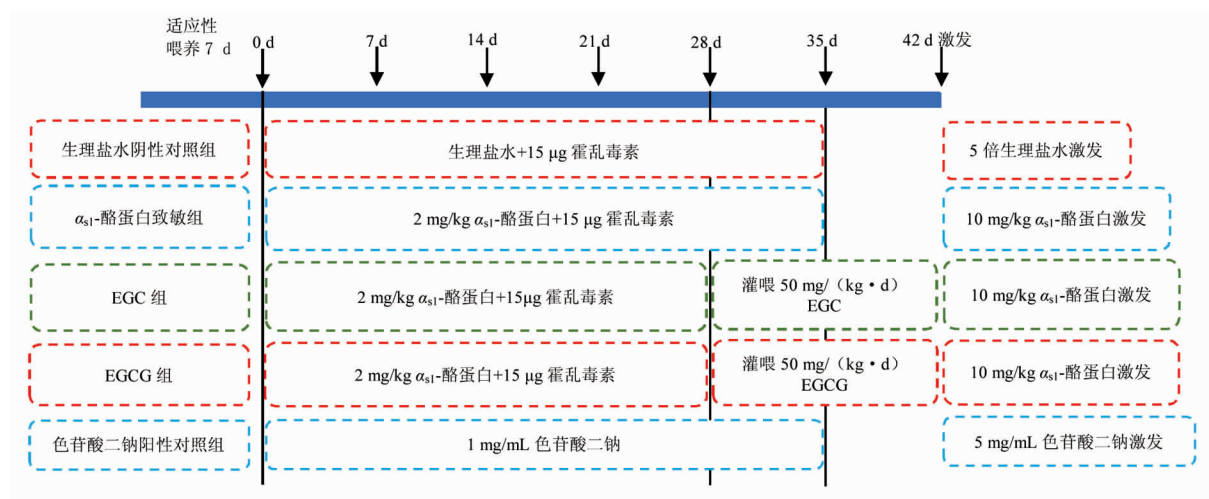 适应性
喂养 7 d
0 d
7 d
14 d
21 d
28 d
35 d
42 d 激发
生理盐水阴性对照组
生理盐水+15 μg 霍乱毒素
5 倍生理盐水激发
αs1-酪蛋白致敏组
2 mg/kg αs1-酪蛋白+15 μg 霍乱毒素
10 mg/kg αs1-酪蛋白激发
EGC 组
2 mg/kg αs1-酪蛋白+15μg 霍乱毒素
灌喂 50 mg/（kg·d）
EGC
10 mg/kg αs1-酪蛋白激发
EGCG 组
2 mg/kg αs1-酪蛋白+15 μg 霍乱毒素
灌喂 50 mg/（kg·d）
EGCG
10 mg/kg αs1-酪蛋白激发
色苷酸二钠阳性对照组
1 mg/mL 色苷酸二钠
5 mg/mL 色苷酸二钠激发